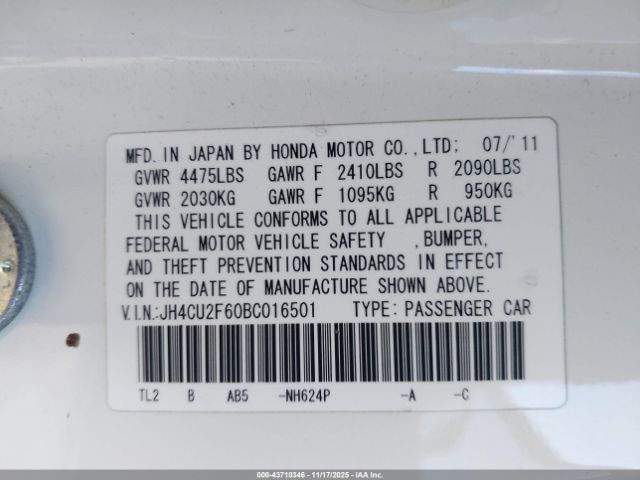 MFD. IN JAPAN BY HONDA MOTOR CO.,LTD; 07/'11
GVWR 4475LBS GAWR F 2410LBS R 2090LBS
GVWR 2030KG GAWR F 1095KG R 950KG
THIS VEHICLE CONFORMS TO ALL APPLICABLE
FEDERAL MOTOR VEHICLE SAFETY ,BUMPER,
AND THEFT PREVENTION STANDARDS IN EFFECT
ON THE DATE OF MANUFACTURE SHOWN ABOVE.
V.I.N.:JH4CU2F60BC016501 TYPE: PASSENGER CAR
TL2 B AB5 -NH624P -A -C
000-43710346 - 11/17/2025 - IAAI.COM